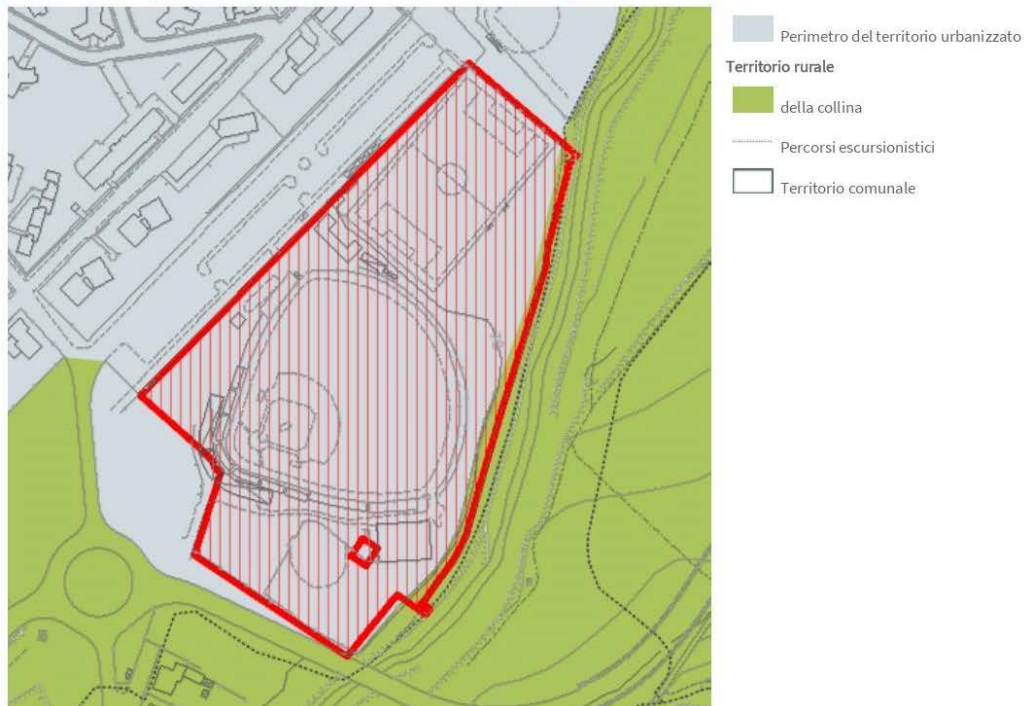 Perimetro del territorio urbanizzato
Territorio rurale
della collina
Percorsi escursionistici
Territorio comunale